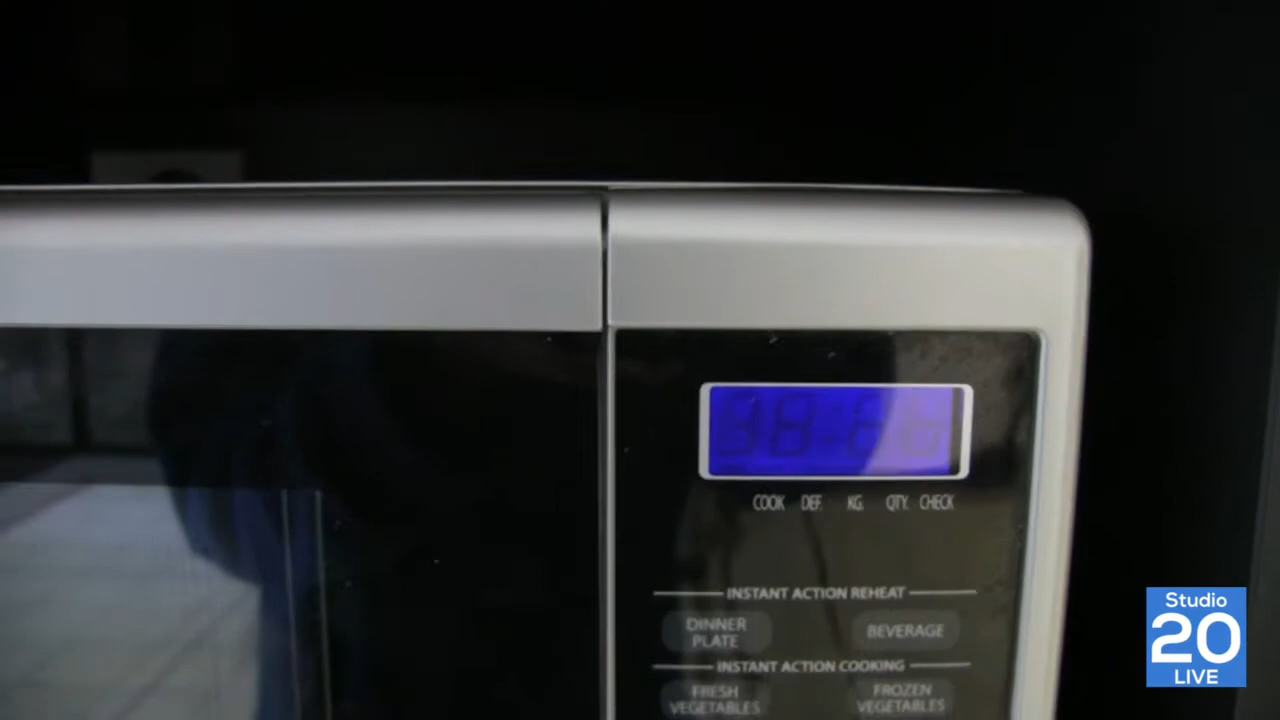 COOK DEF. KG. QTY. CHECK
INSTANT ACTION REHEAT
DINNER PLATE
BEVERAGE
INSTANT ACTION COOKING
FRESH VEGETABLES
FROZEN VEGETABLES
Studio
20
LIVE